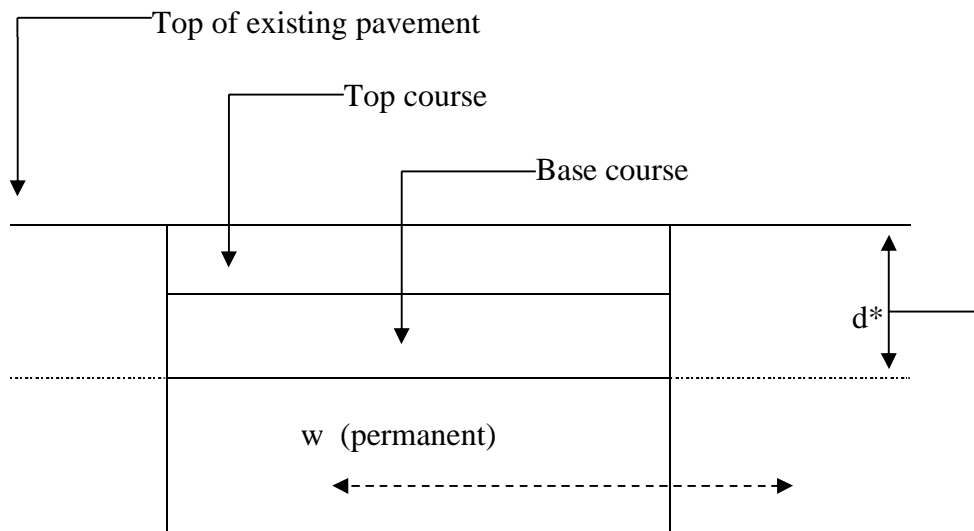 Top of existing pavement
Top course
Base course
d*
w (permanent)